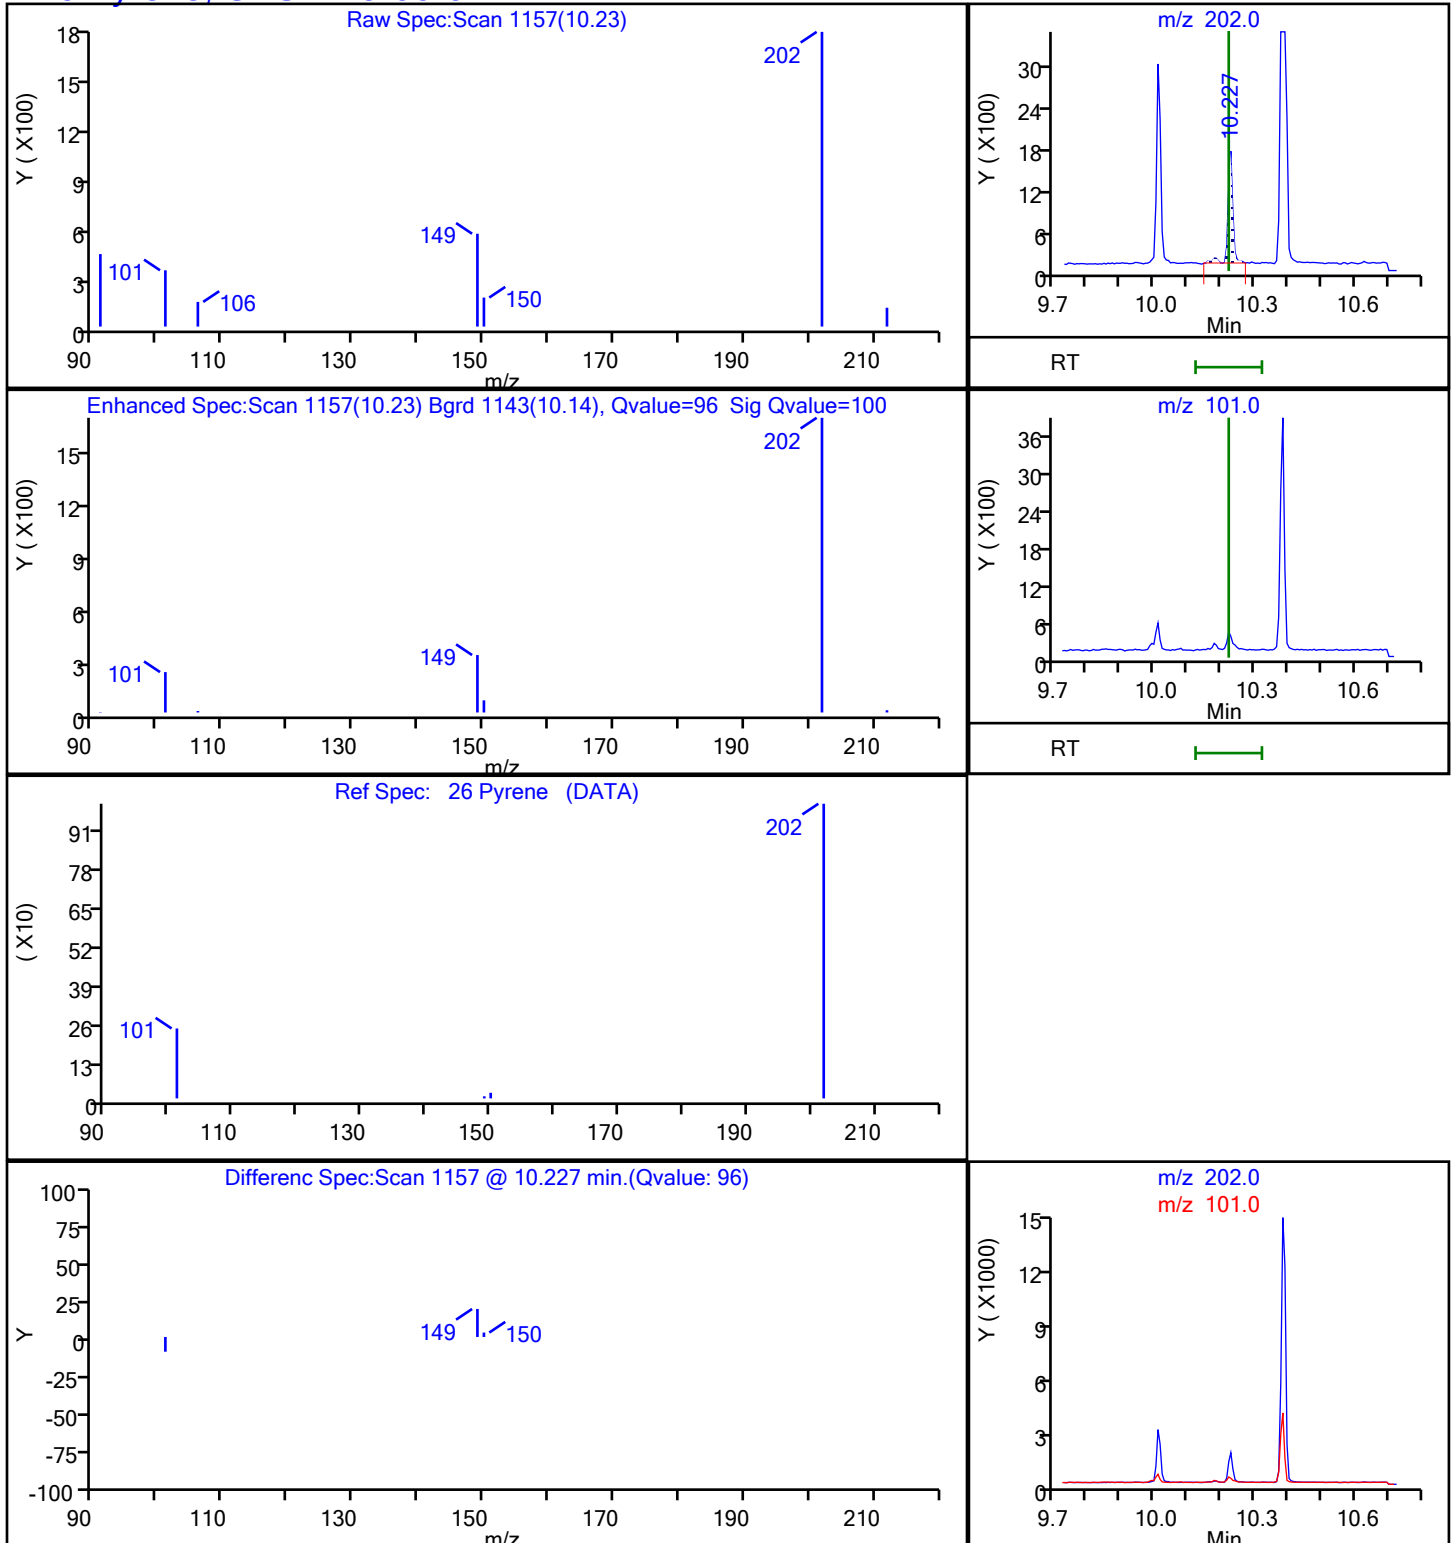 Raw Spec:Scan 1157(10.23)
18
15
12
9
6
3
0
Y ( X100)
202
149
150
101
106
90 110 130 150 170 190 210
m/z
m/z 202.0
30
24
18
12
6
0
Y ( X100)
10.227
9.7 10.0 10.3 10.6
Min
RT
Enhanced Spec:Scan 1157(10.23) Bgrd 1143(10.14), Qvalue=96 Sig Qvalue=100
15
12
9
6
3
0
Y ( X100)
202
149
101
90 110 130 150 170 190 210
m/z
m/z 101.0
36
30
24
18
12
6
0
Y ( X100)
9.7 10.0 10.3 10.6
Min
RT
Ref Spec: 26 Pyrene (DATA)
91
78
65
52
39
26
13
0
( X10)
202
101
90 110 130 150 170 190 210
Differenc Spec:Scan 1157 @ 10.227 min.(Qvalue: 96)
100
75
50
25
0
-25
-50
-75
-100
Y
149
150
90 110 130 150 170 190 210
m/z
m/z 202.0
m/z 101.0
15
12
9
6
3
0
Y ( X1000)
9.7 10.0 10.3 10.6
Min